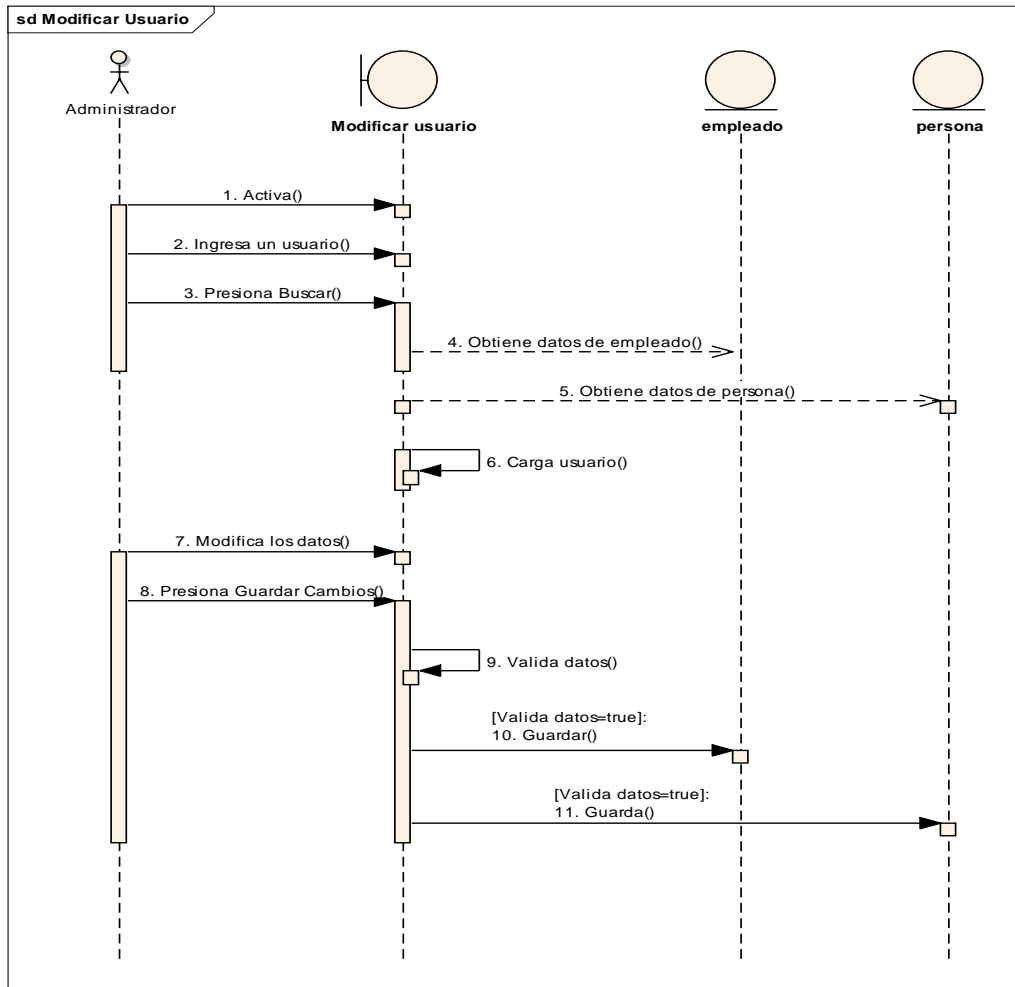 sd Modificar Usuario
Administrador
Modificar usuario
empleado
persona
1. Activa()
2. Ingresa un usuario()
3. Presiona Buscar()
4. Obtiene datos de empleado()
5. Obtiene datos de persona()
6. Carga usuario()
7. Modifica los datos()
8. Presiona Guardar Cambios()
9. Valida datos()
[Valida datos=true]:
10. Guardar()
[Valida datos=true]:
11. Guarda()